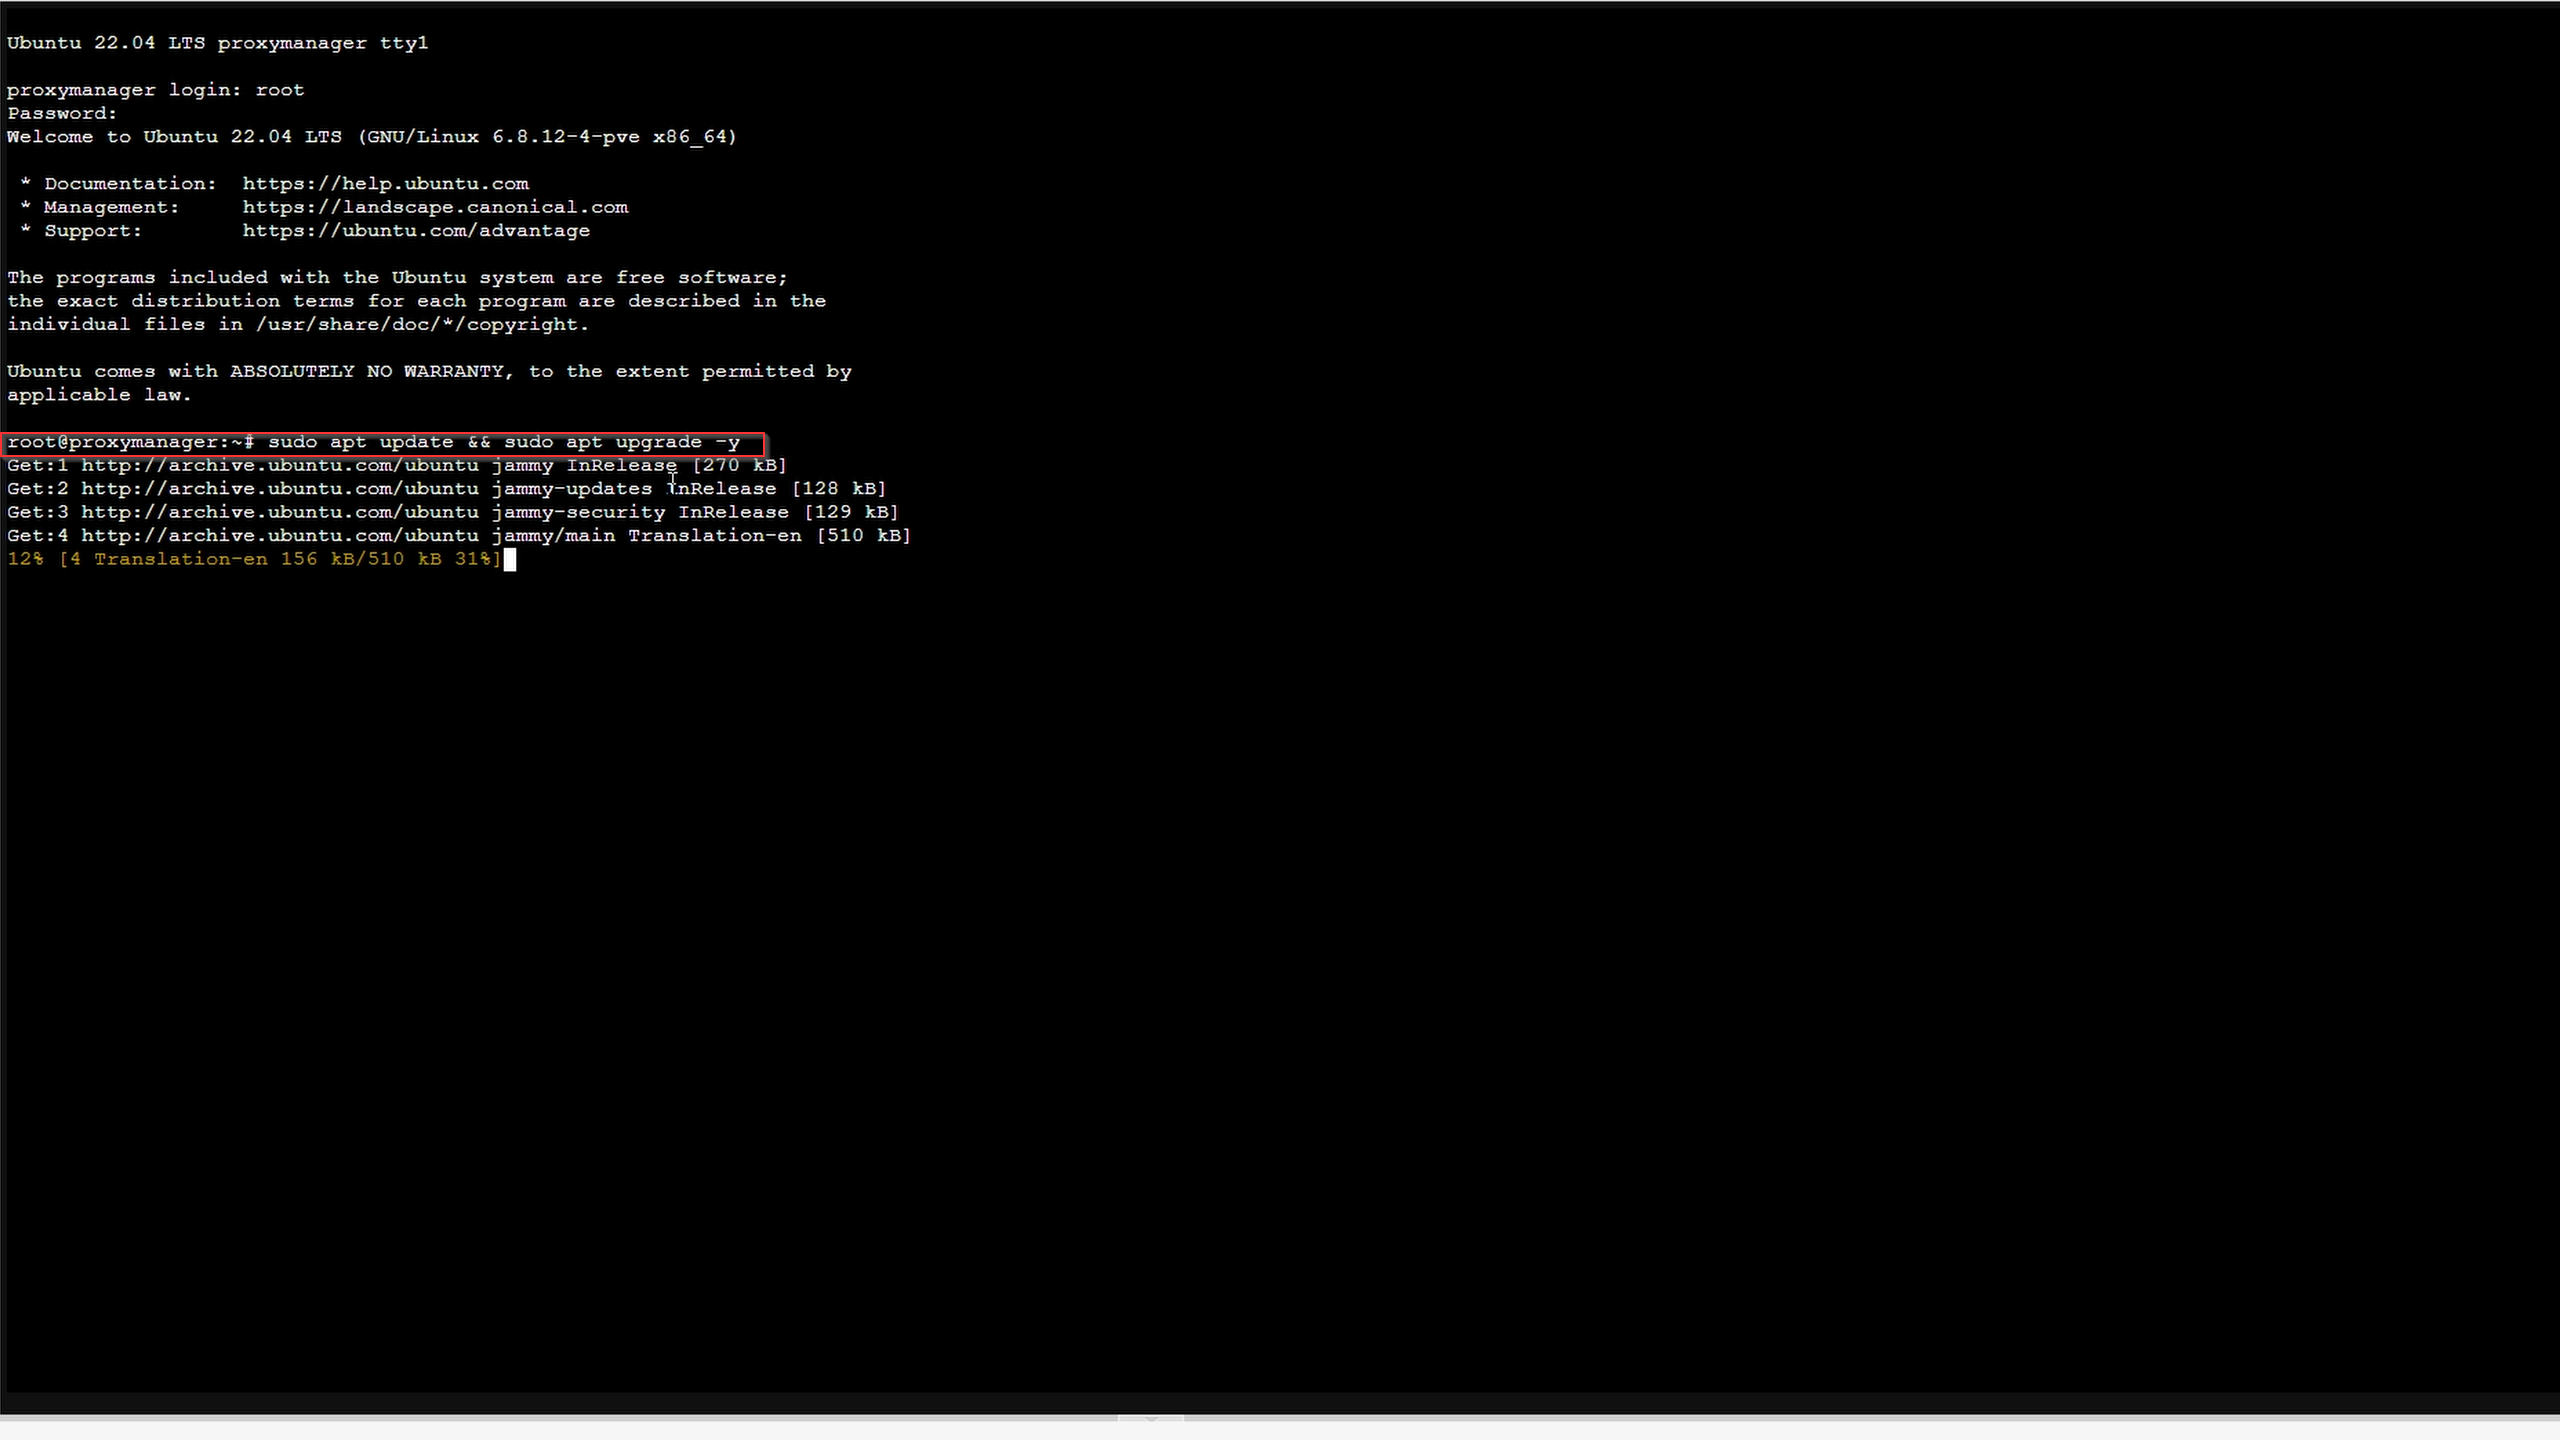 Ubuntu 22.04 LTS proxymanager tty1
proxymanager login: root
Password:
Welcome to Ubuntu 22.04 LTS (GNU/Linux 6.8.12-4-pve x86_64)
* Documentation:  https://help.ubuntu.com
* Management:     https://landscape.canonical.com
* Support:        https://ubuntu.com/advantage
The programs included with the Ubuntu system are free software;
the exact distribution terms for each program are described in the
individual files in /usr/share/doc/*/copyright.
Ubuntu comes with ABSOLUTELY NO WARRANTY, to the extent permitted by
applicable law.
root@proxymanager:~# sudo apt update && sudo apt upgrade -y
Get:1 http://archive.ubuntu.com/ubuntu jammy InRelease [270 kB]
Get:2 http://archive.ubuntu.com/ubuntu jammy-updates InRelease [128 kB]
Get:3 http://archive.ubuntu.com/ubuntu jammy-security InRelease [129 kB]
Get:4 http://archive.ubuntu.com/ubuntu jammy/main Translation-en [510 kB]
12% [4 Translation-en 156 kB/510 kB 31%]